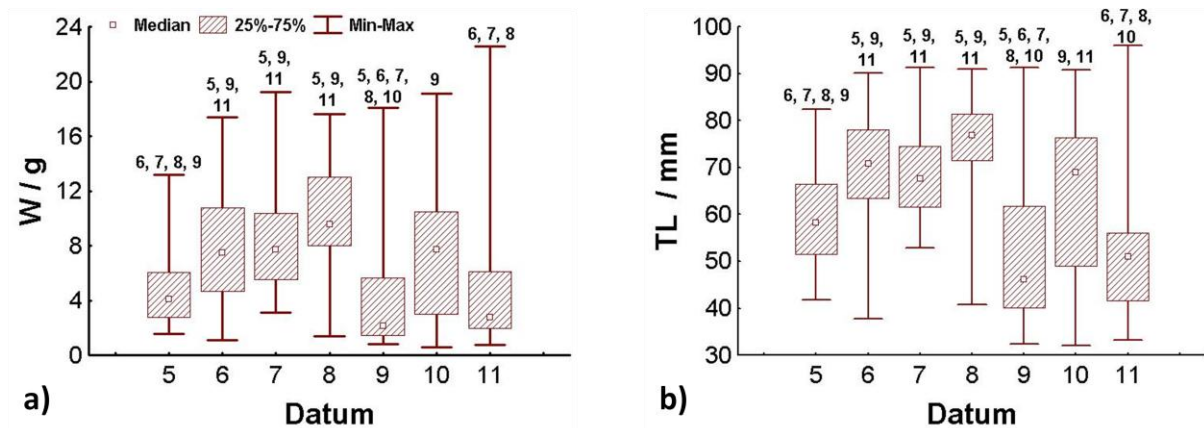 W / g
24
20
16
12
8
4
0
Median 25%-75% Min-Max
6, 7, 8, 9
5, 9,
11
5, 9,
11
5, 9,
11
5, 6, 7,
8, 10
9
6, 7, 8
5 6 7 8 9 10 11
Datum
a)
TL / mm
100
90
80
70
60
50
40
30
6, 7, 8, 9
5, 9,
11
5, 9,
11
5, 9,
11
5, 6, 7,
8, 10
9, 11
6, 7, 8,
10
5 6 7 8 9 10 11
Datum
b)